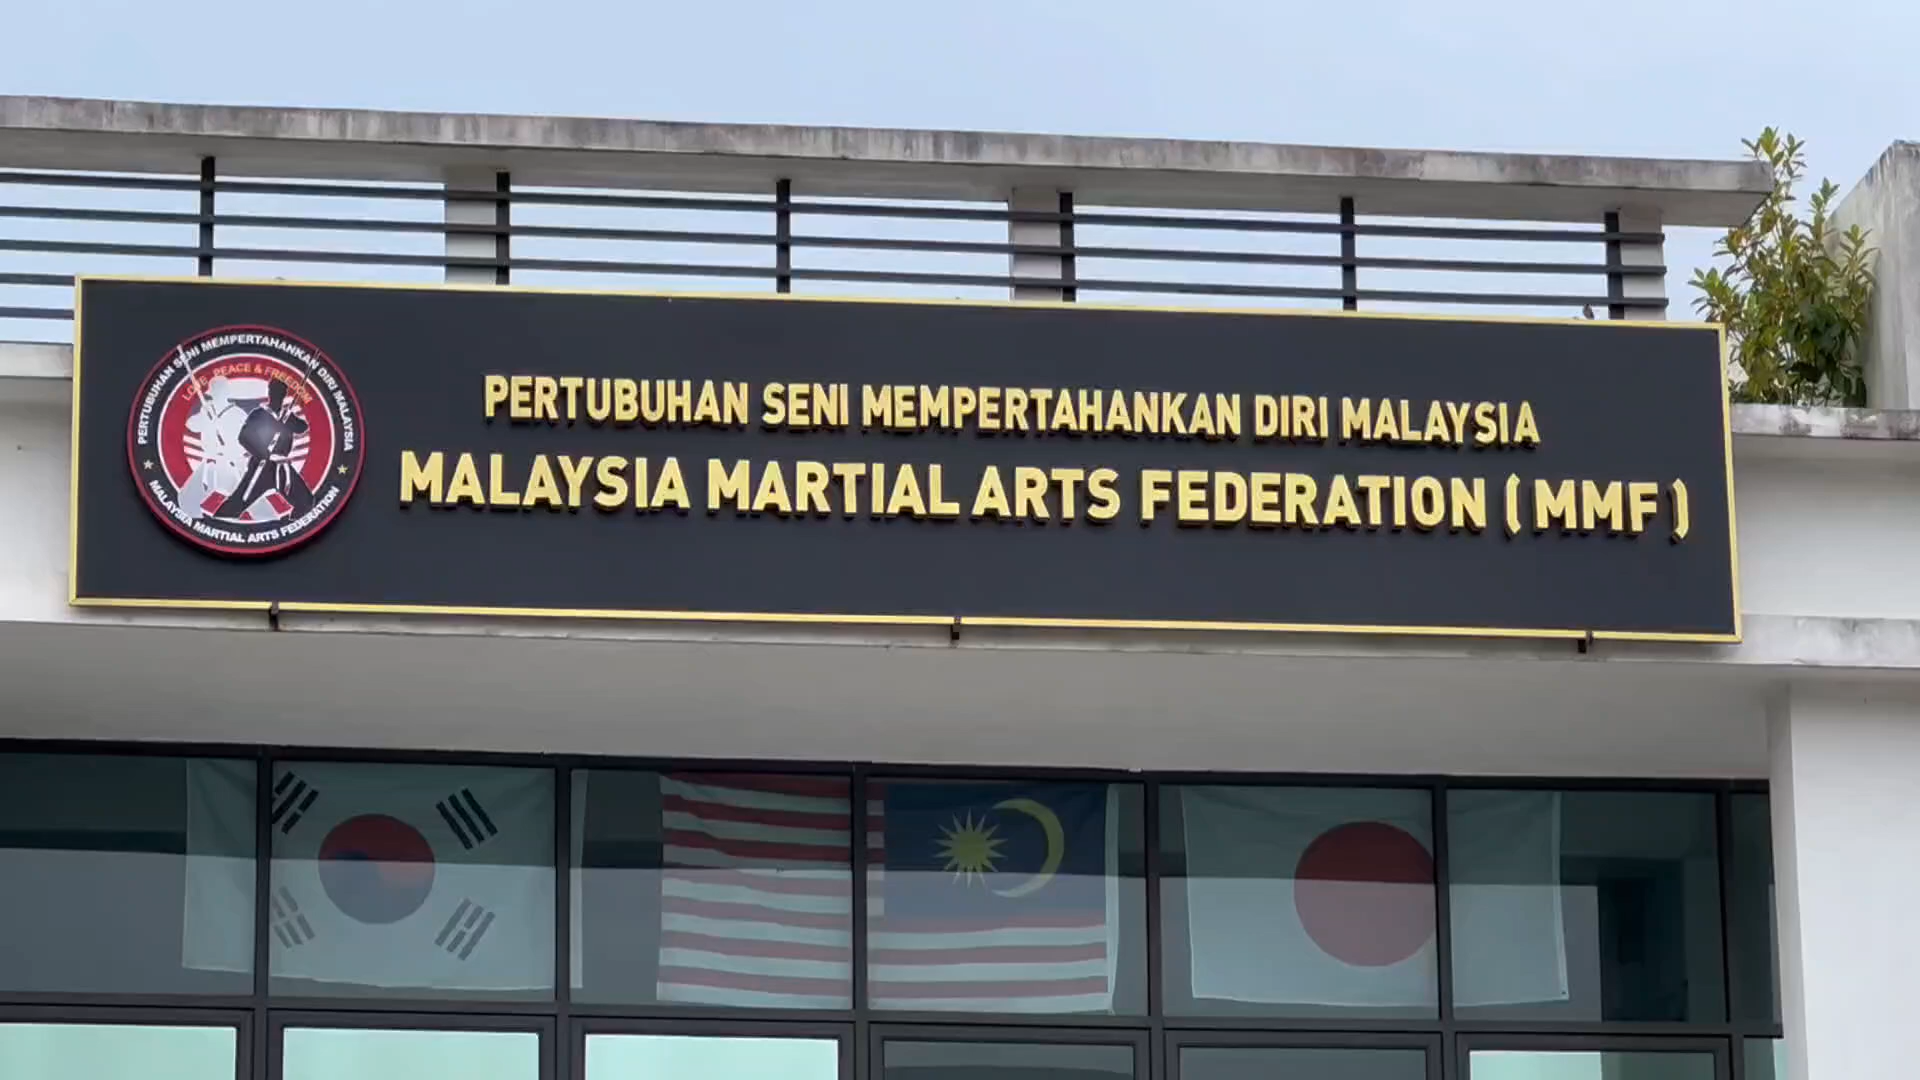 PERTUBUHAN SENI MEMPERTAHANKAN DIRI MALAYSIA
LOVE, PEACE & FREEDOM
MALAYSIA MARTIAL ARTS FEDERATION
PERTUBUHAN SENI MEMPERTAHANKAN DIRI MALAYSIA
MALAYSIA MARTIAL ARTS FEDERATION (MMF)